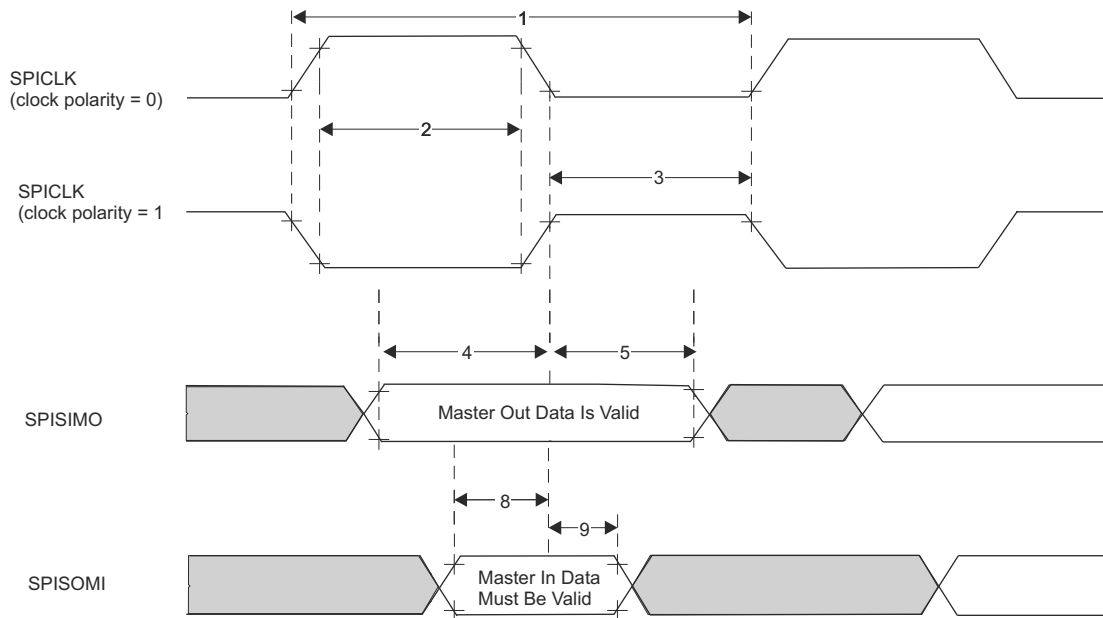 1
SPICLK
(clock polarity = 0)
2
3
SPICLK
(clock polarity = 1
4
5
SPISIMO
Master Out Data Is Valid
8
9
SPISOMI
Master In Data
Must Be Valid